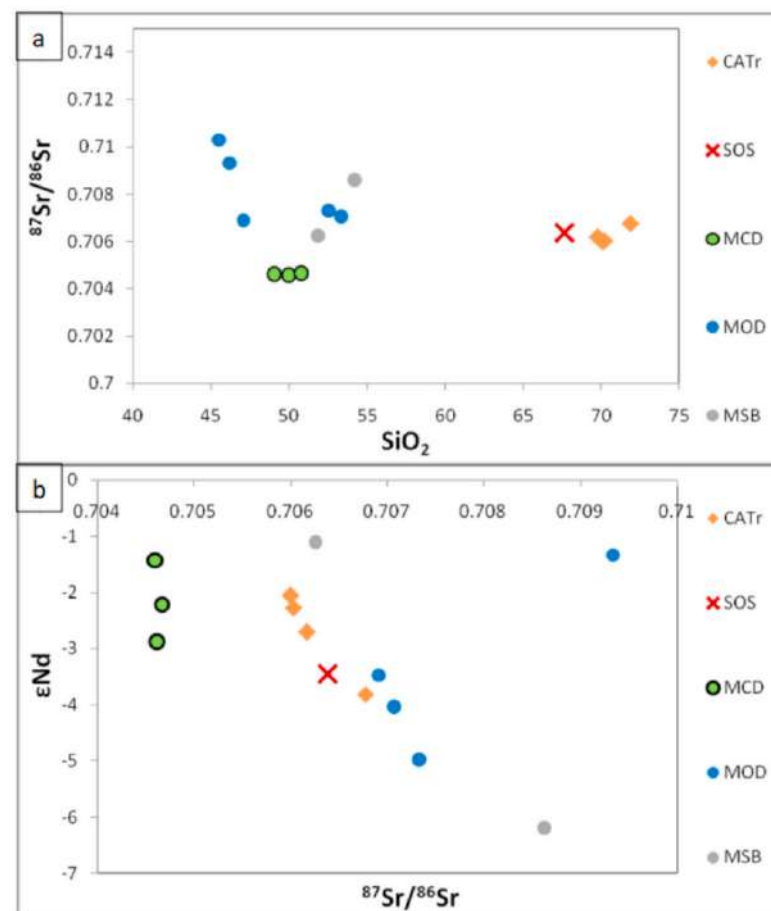 a
0.714
0.712
0.71
0.708
0.706
0.704
0.702
0.7
⁸⁷Sr/⁸⁶Sr
40 45 50 55 60 65 70 75
SiO₂
CATr
SOS
MCD
MOD
MSB
b
0
0.704 0.705 0.706 0.707 0.708 0.709 0.71
-1
-2
-3
-4
-5
-6
-7
εNd
⁸⁷Sr/⁸⁶Sr
CATr
SOS
MCD
MOD
MSB